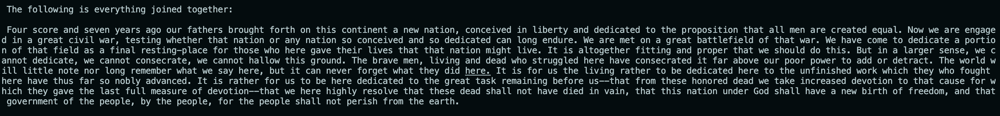 The following is everything joined together:
Four score and seven years ago our fathers brought forth on this continent a new nation, conceived in liberty and dedicated to the proposition that all men are created equal. Now we are engage
d in a great civil war, testing whether that nation or any nation so conceived and so dedicated can long endure. We are met on a great battlefield of that war. We have come to dedicate a portio
n of that field as a final resting-place for those who here gave their lives that that nation might live. It is altogether fitting and proper that we should do this. But in a larger sense, we c
annot dedicate, we cannot consecrate, we cannot hallow this ground. The brave men, living and dead who struggled here have consecrated it far above our poor power to add or detract. The world w
ill little note nor long remember what we say here, but it can never forget what they did here. It is for us the living rather to be dedicated here to the unfinished work which they who fought
here have thus far so nobly advanced. It is rather for us to be here dedicated to the great task remaining before us--that from these honored dead we take increased devotion to that cause for w
hich they gave the last full measure of devotion--that we here highly resolve that these dead shall not have died in vain, that this nation under God shall have a new birth of freedom, and that
government of the people, by the people, for the people shall not perish from the earth.